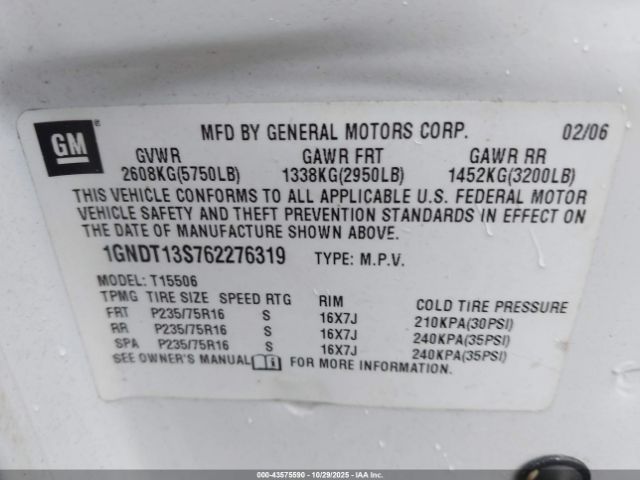 GM®
MFD BY GENERAL MOTORS CORP. 02/06
GVWR GAWR FRT GAWR RR
2608KG(5750LB) 1338KG(2950LB) 1452KG(3200LB)
THIS VEHICLE CONFORMS TO ALL APPLICABLE U.S. FEDERAL MOTOR
VEHICLE SAFETY AND THEFT PREVENTION STANDARDS IN EFFECT ON
THE DATE OF MANUFACTURE SHOWN ABOVE.
1GNDT13S762276319 TYPE: M.P.V.
MODEL: T15506
TPMG TIRE SIZE SPEED RTG RIM COLD TIRE PRESSURE
FRT P235/75R16 S 16X7J 210KPA(30PSI)
RR P235/75R16 S 16X7J 240KPA(35PSI)
SPA P235/75R16 S 16X7J 240KPA(35PSI)
SEE OWNER'S MANUAL FOR MORE INFORMATION.
000-43575590 - 10/29/2025 - IAAI.COM